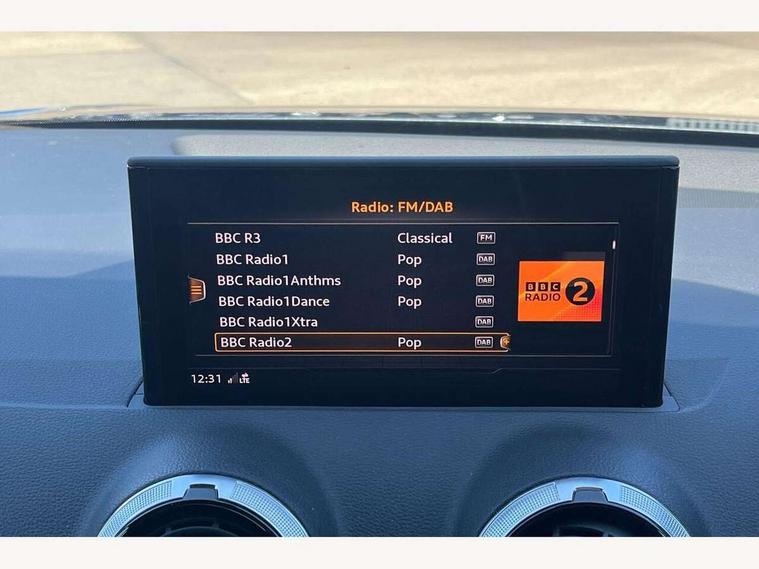 Radio: FM/DAB
BBC R3 Classical FM
BBC Radio1 Pop DAB
BBC Radio1Anthms Pop DAB
BBC Radio1Dance Pop DAB
BBC Radio1Xtra DAB
BBC Radio2 Pop DAB
BBC RADIO 2
12:31 LTE